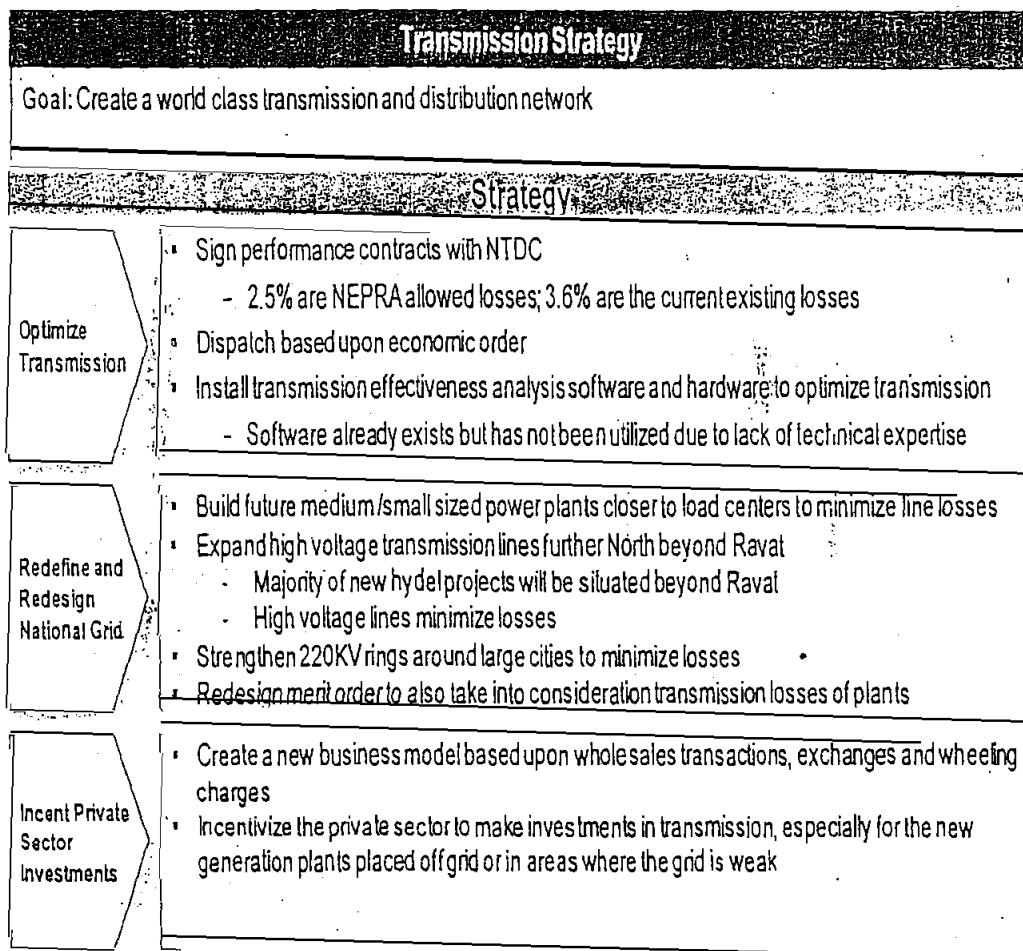 Transmission Strategy
Goal: Create a world class transmission and distribution network
Strategy
Optimize
Transmission
▪ Sign performance contracts with NTDC
- 2.5% are NEPRA allowed losses; 3.6% are the current existing losses
▪ Dispatch based upon economic order
▪ Install transmission effectiveness analysis software and hardware to optimize transmission
- Software already exists but has not been utilized due to lack of technical expertise
Redefine and
Redesign
National Grid
▪ Build future medium/small sized power plants closer to load centers to minimize line losses
▪ Expand high voltage transmission lines further North beyond Ravat
- Majority of new hydel projects will be situated beyond Ravat
- High voltage lines minimize losses
▪ Strengthen 220KV rings around large cities to minimize losses
▪ Redesign merit order to also take into consideration transmission losses of plants
Incent Private
Sector
Investments
▪ Create a new business model based upon wholesales transactions, exchanges and wheeling
charges
▪ Incentivize the private sector to make investments in transmission, especially for the new
generation plants placed off grid or in areas where the grid is weak